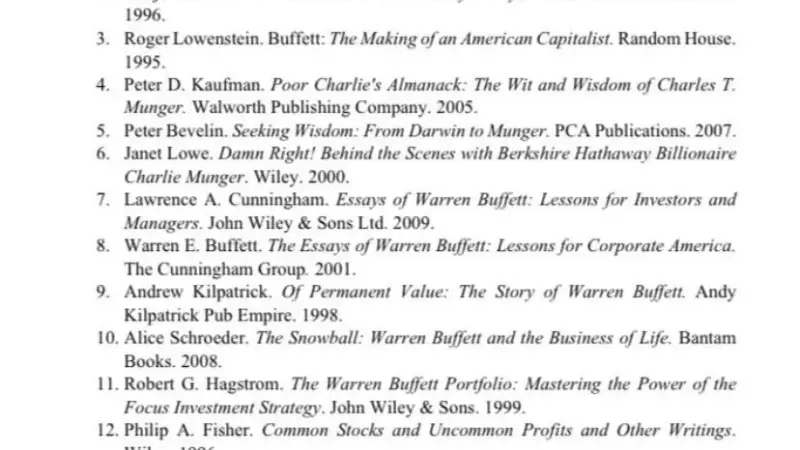 1996.
3. Roger Lowenstein. Buffett: The Making of an American Capitalist. Random House.
1995.
4. Peter D. Kaufman. Poor Charlie's Almanack: The Wit and Wisdom of Charles T.
Munger. Walworth Publishing Company. 2005.
5. Peter Bevelin. Seeking Wisdom: From Darwin to Munger. PCA Publications. 2007.
6. Janet Lowe. Damn Right! Behind the Scenes with Berkshire Hathaway Billionaire
Charlie Munger. Wiley. 2000.
7. Lawrence A. Cunningham. Essays of Warren Buffett: Lessons for Investors and
Managers. John Wiley & Sons Ltd. 2009.
8. Warren E. Buffett. The Essays of Warren Buffett: Lessons for Corporate America.
The Cunningham Group. 2001.
9. Andrew Kilpatrick. Of Permanent Value: The Story of Warren Buffett. Andy
Kilpatrick Pub Empire. 1998.
10. Alice Schroeder. The Snowball: Warren Buffett and the Business of Life. Bantam
Books. 2008.
11. Robert G. Hagstrom. The Warren Buffett Portfolio: Mastering the Power of the
Focus Investment Strategy. John Wiley & Sons. 1999.
12. Philip A. Fisher. Common Stocks and Uncommon Profits and Other Writings.